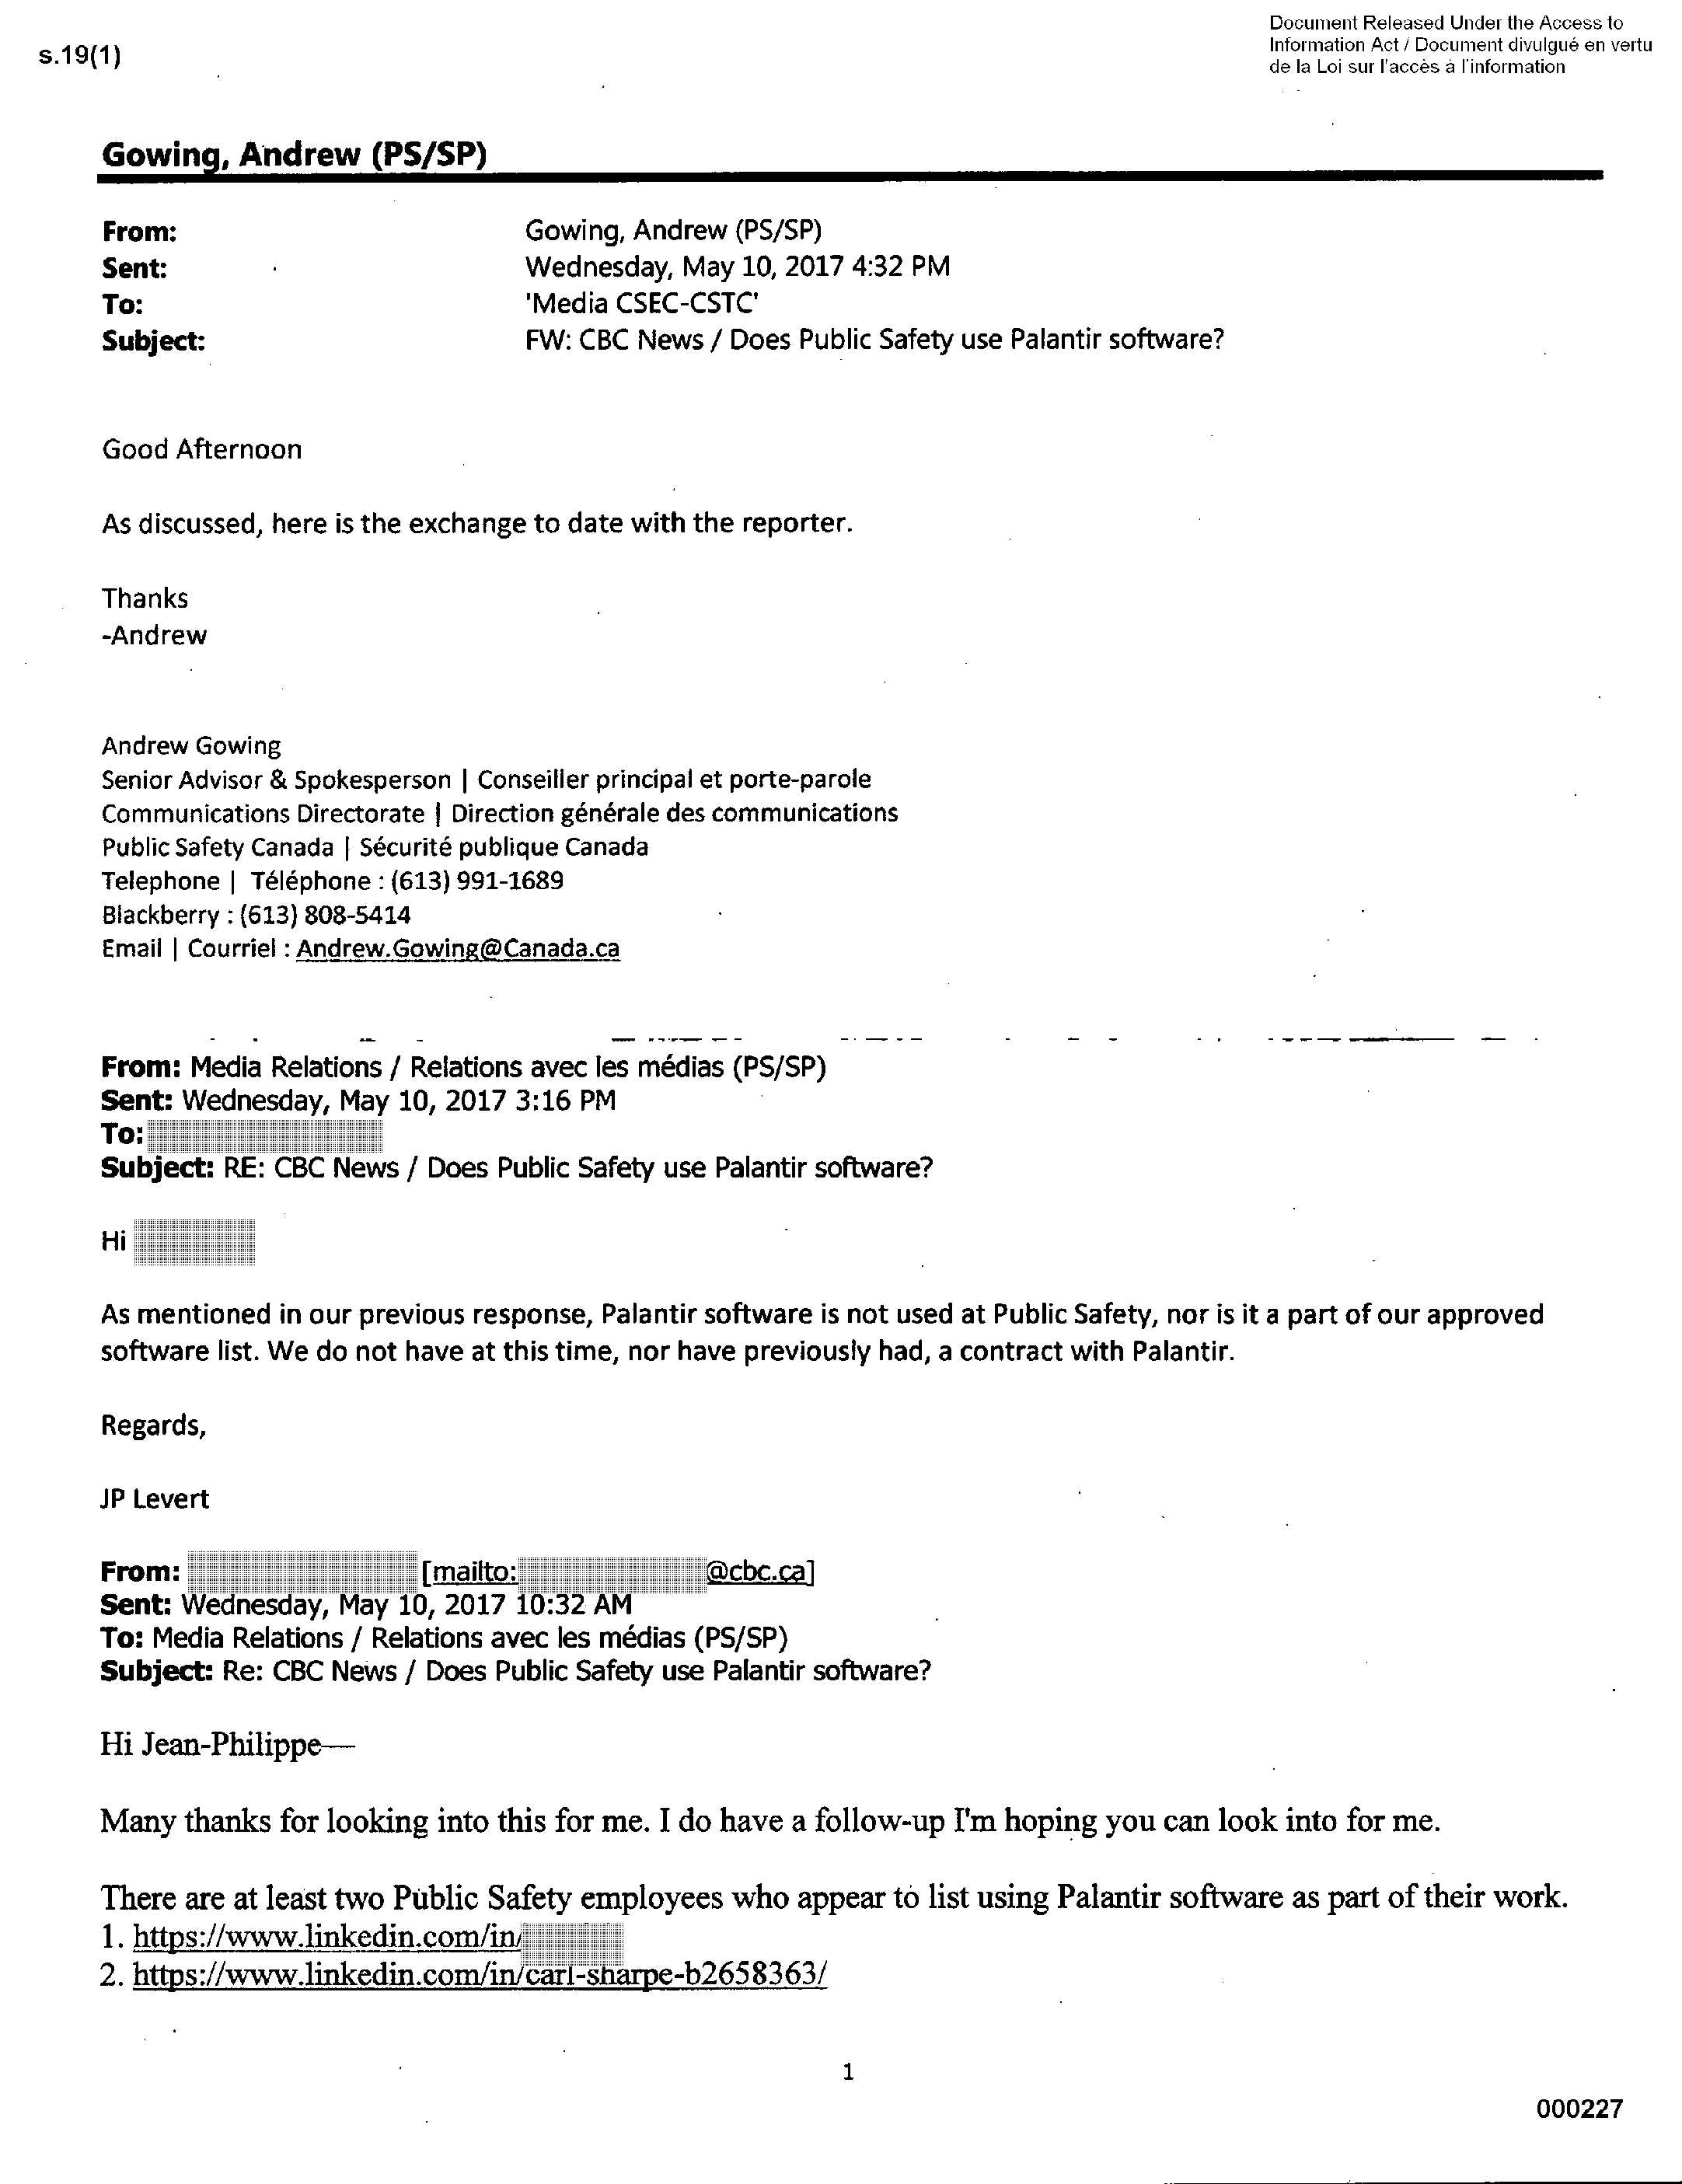 s.19(1)
Document Released Under the Access to
Information Act / Document divulgué en vertu
de la Loi sur l'accès à l'information
Gowing, Andrew (PS/SP)
From: Gowing, Andrew (PS/SP)
Sent: Wednesday, May 10, 2017 4:32 PM
To: 'Media CSEC-CSTC'
Subject: FW: CBC News / Does Public Safety use Palantir software?
Good Afternoon
As discussed, here is the exchange to date with the reporter.
Thanks
-Andrew
Andrew Gowing
Senior Advisor & Spokesperson | Conseiller principal et porte-parole
Communications Directorate | Direction générale des communications
Public Safety Canada | Sécurité publique Canada
Telephone | Téléphone : (613) 991-1689
Blackberry : (613) 808-5414
Email | Courriel : Andrew.Gowing@Canada.ca
From: Media Relations / Relations avec les médias (PS/SP)
Sent: Wednesday, May 10, 2017 3:16 PM
To:
Subject: RE: CBC News / Does Public Safety use Palantir software?
Hi
As mentioned in our previous response, Palantir software is not used at Public Safety, nor is it a part of our approved
software list. We do not have at this time, nor have previously had, a contract with Palantir.
Regards,
JP Levert
From: [mailto: @cbc.ca]
Sent: Wednesday, May 10, 2017 10:32 AM
To: Media Relations / Relations avec les médias (PS/SP)
Subject: Re: CBC News / Does Public Safety use Palantir software?
Hi Jean-Philippe—
Many thanks for looking into this for me. I do have a follow-up I'm hoping you can look into for me.
There are at least two Public Safety employees who appear to list using Palantir software as part of their work.
1. https://www.linkedin.com/in/
2. https://www.linkedin.com/in/carl-sharpe-b2658363/
1
000227